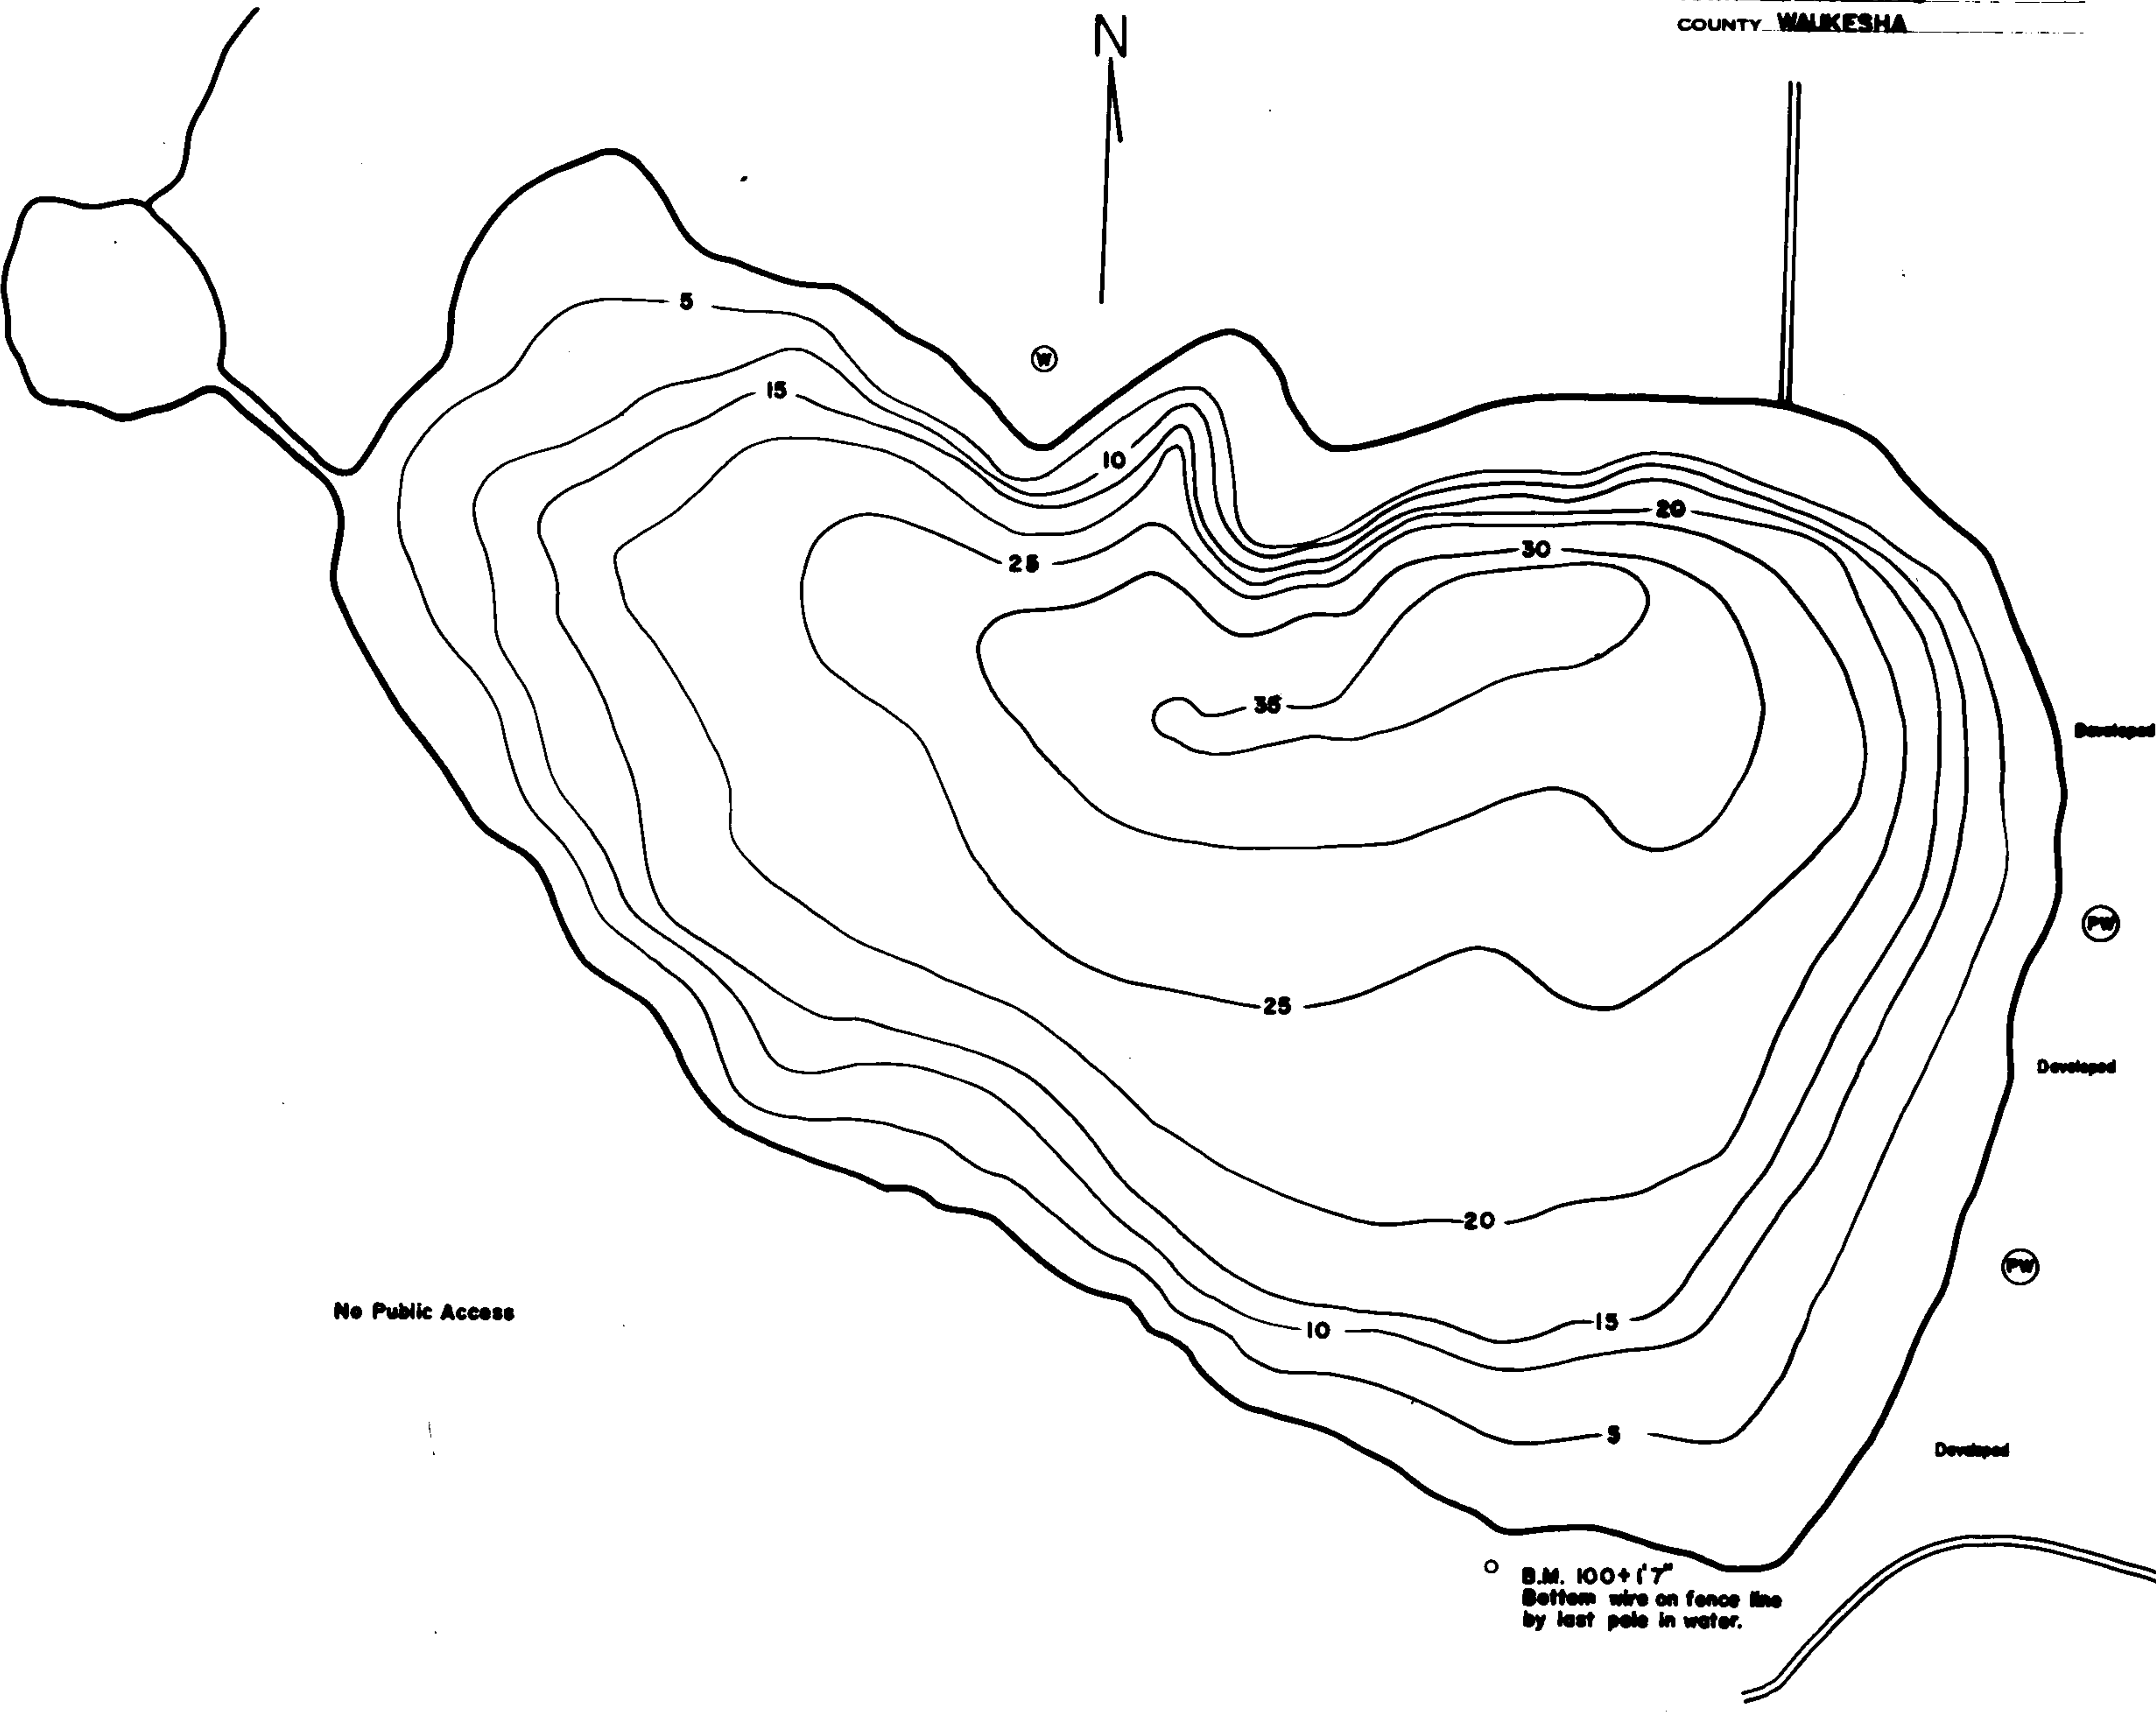 COUNTY WAUKESHA
N
5
W
15
10
20
25
30
35
Developed
PW
25
Developed
20
PW
No Public Access
15
10
5
Developed
B.M. 100+1'7"
Bottom wire on fence line
by last pole in water.